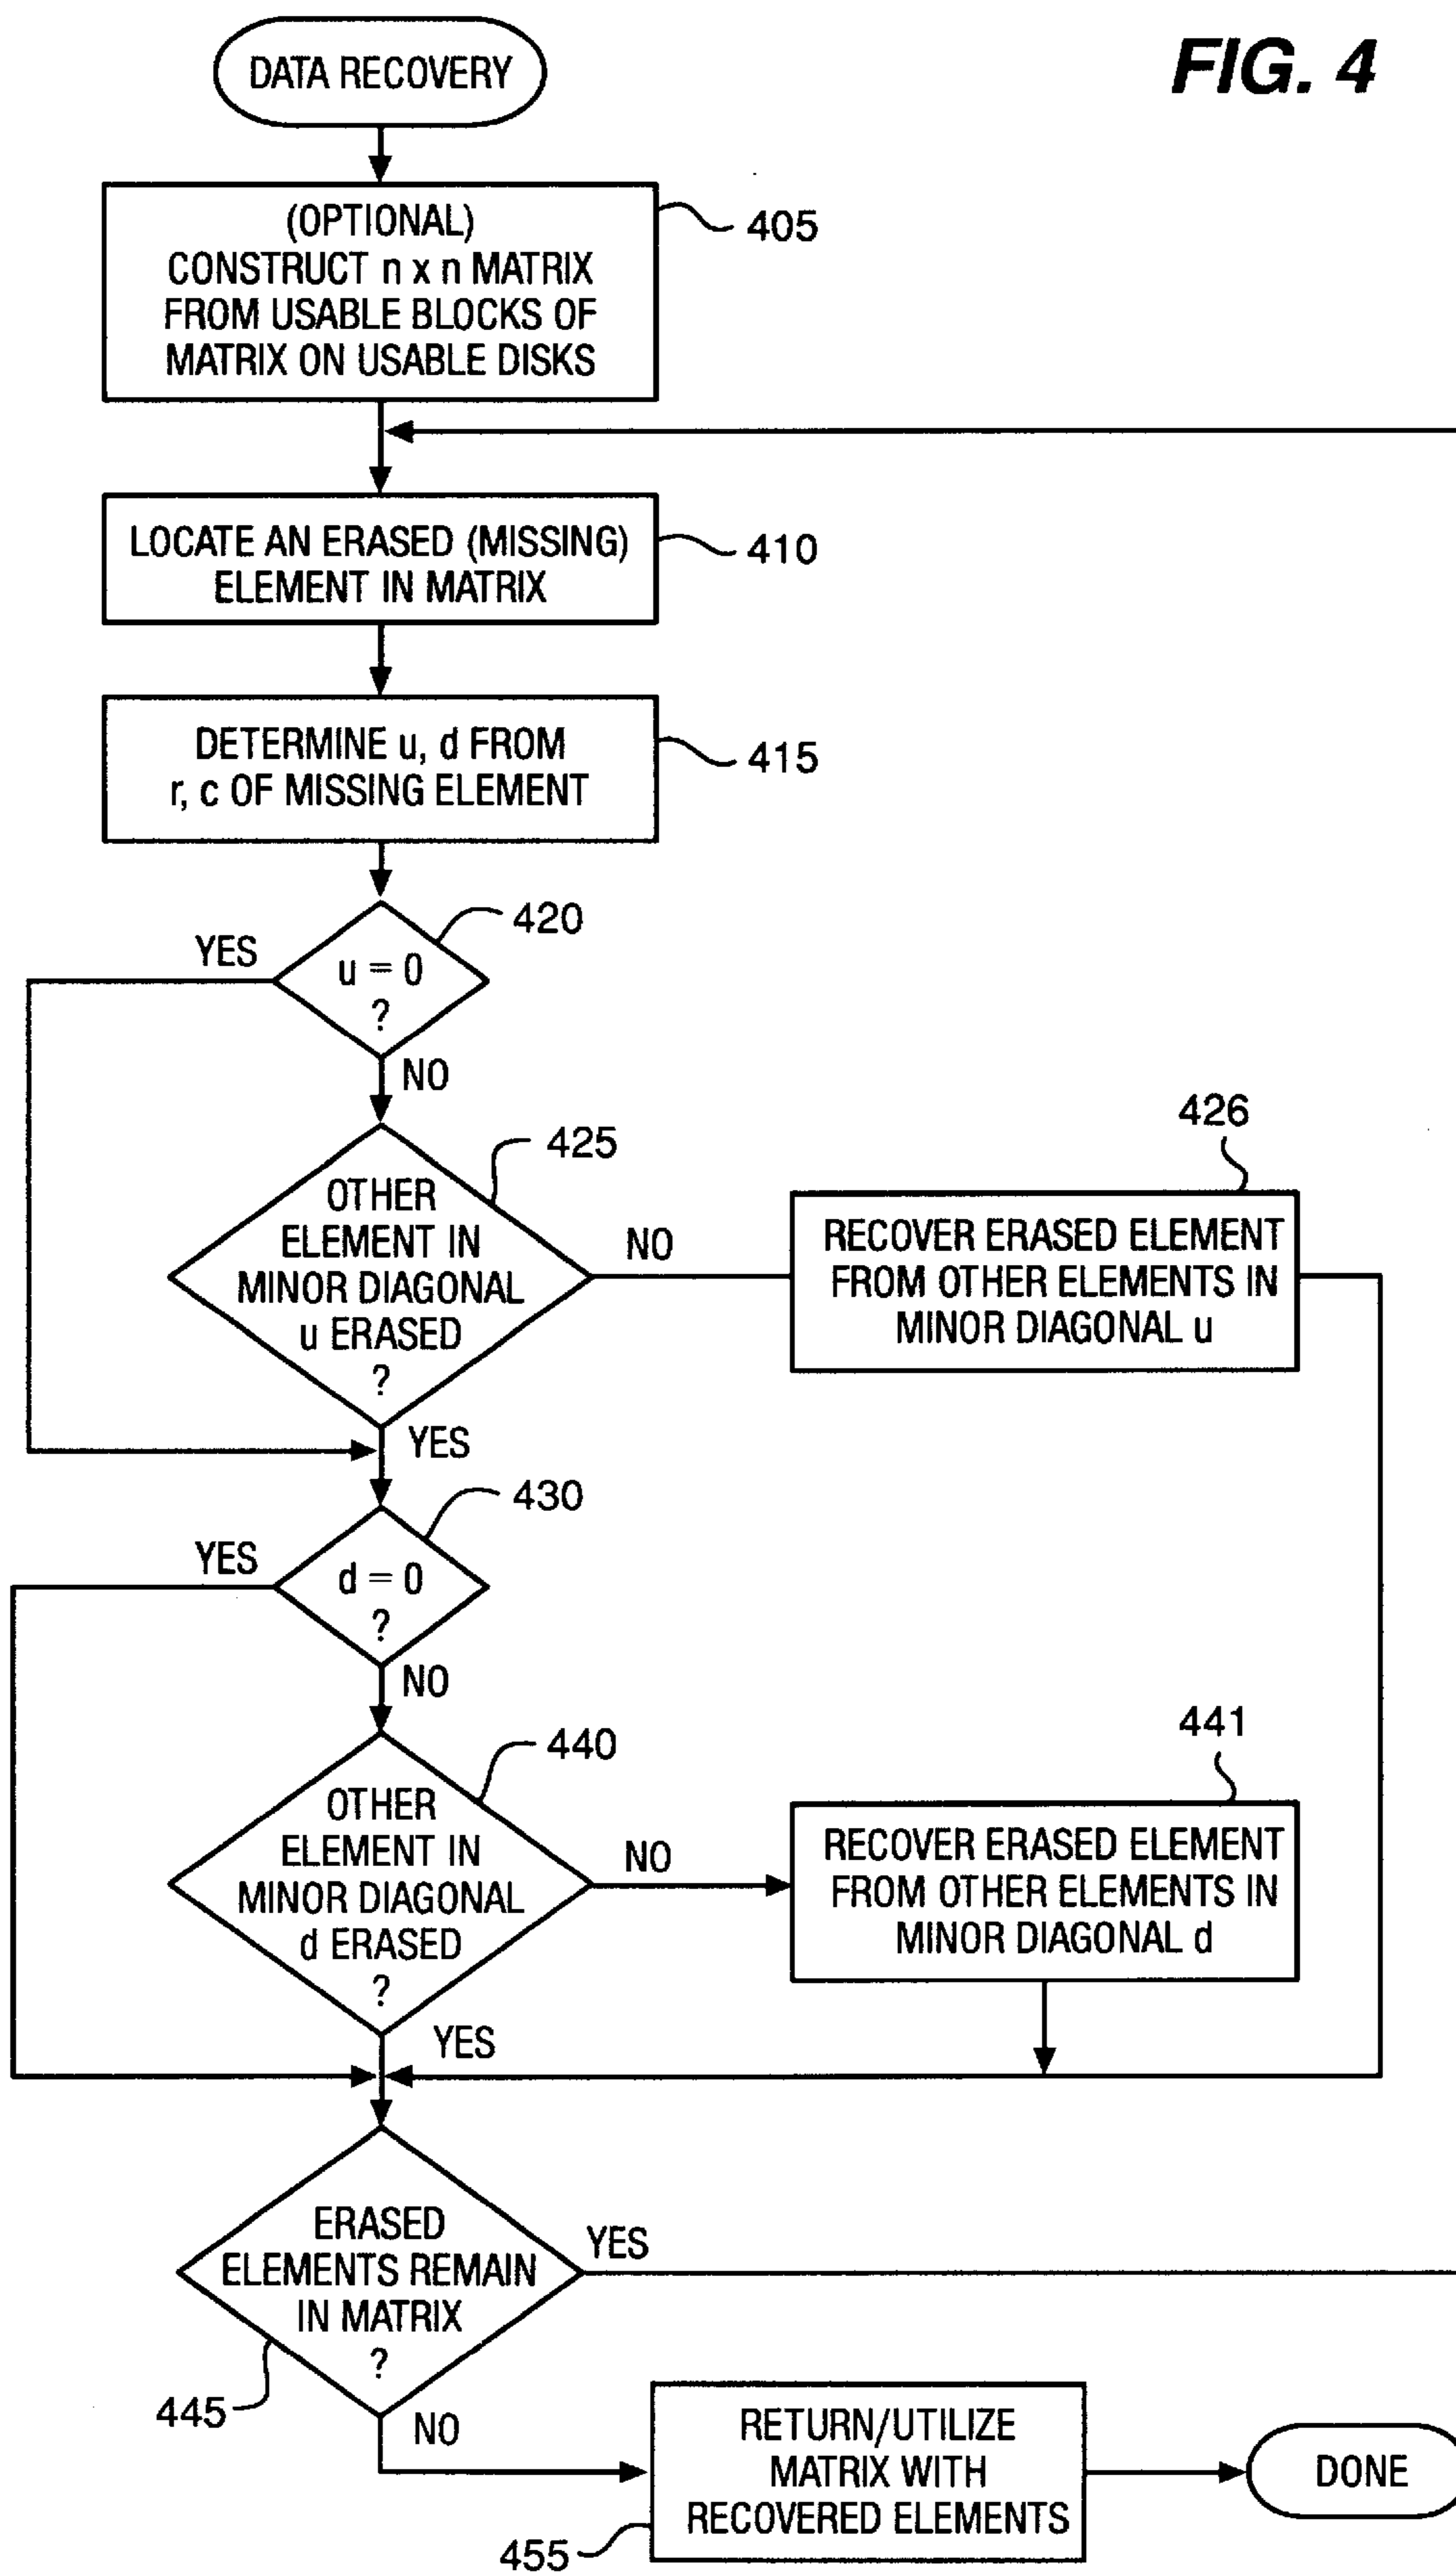 FIG. 4
DATA RECOVERY
(OPTIONAL)
CONSTRUCT n x n MATRIX
FROM USABLE BLOCKS OF
MATRIX ON USABLE DISKS
405
LOCATE AN ERASED (MISSING)
ELEMENT IN MATRIX
410
DETERMINE u, d FROM
r, c OF MISSING ELEMENT
415
420
YES
u = 0
?
NO
425
OTHER
ELEMENT IN
MINOR DIAGONAL
u ERASED
?
NO
426
RECOVER ERASED ELEMENT
FROM OTHER ELEMENTS IN
MINOR DIAGONAL u
YES
430
YES
d = 0
?
NO
440
OTHER
ELEMENT IN
MINOR DIAGONAL
d ERASED
?
NO
441
RECOVER ERASED ELEMENT
FROM OTHER ELEMENTS IN
MINOR DIAGONAL d
YES
ERASED
ELEMENTS REMAIN
IN MATRIX
?
YES
445
NO
RETURN/UTILIZE
MATRIX WITH
RECOVERED ELEMENTS
455
DONE